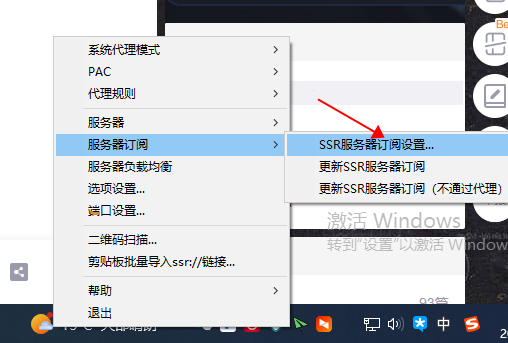 Be
系统代理模式
PAC
代理规则
服务器
服务器订阅
SSR服务器订阅设置...
服务器负载均衡
更新SSR服务器订阅
选项设置...
更新SSR服务器订阅（不通过代理）
端口设置...
激活 Windows
二维码扫描...
转到"设置"以激活 Windows
剪贴板批量导入ssr://链接...
帮助
93篇
退出
中